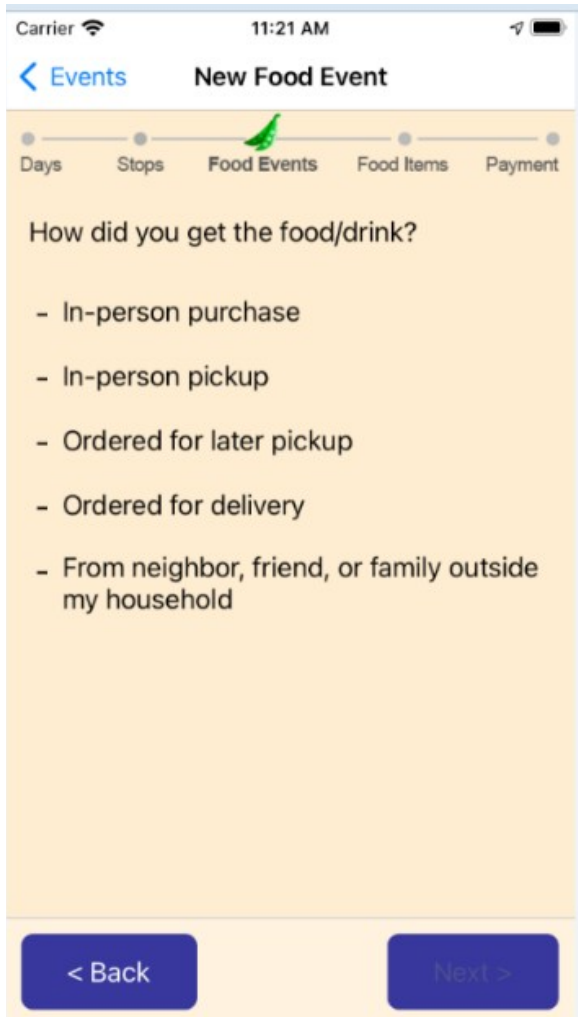 Carrier 11:21 AM
< Events New Food Event
Days Stops Food Events Food Items Payment
How did you get the food/drink?
- In-person purchase
- In-person pickup
- Ordered for later pickup
- Ordered for delivery
- From neighbor, friend, or family outside
my household
< Back Next >